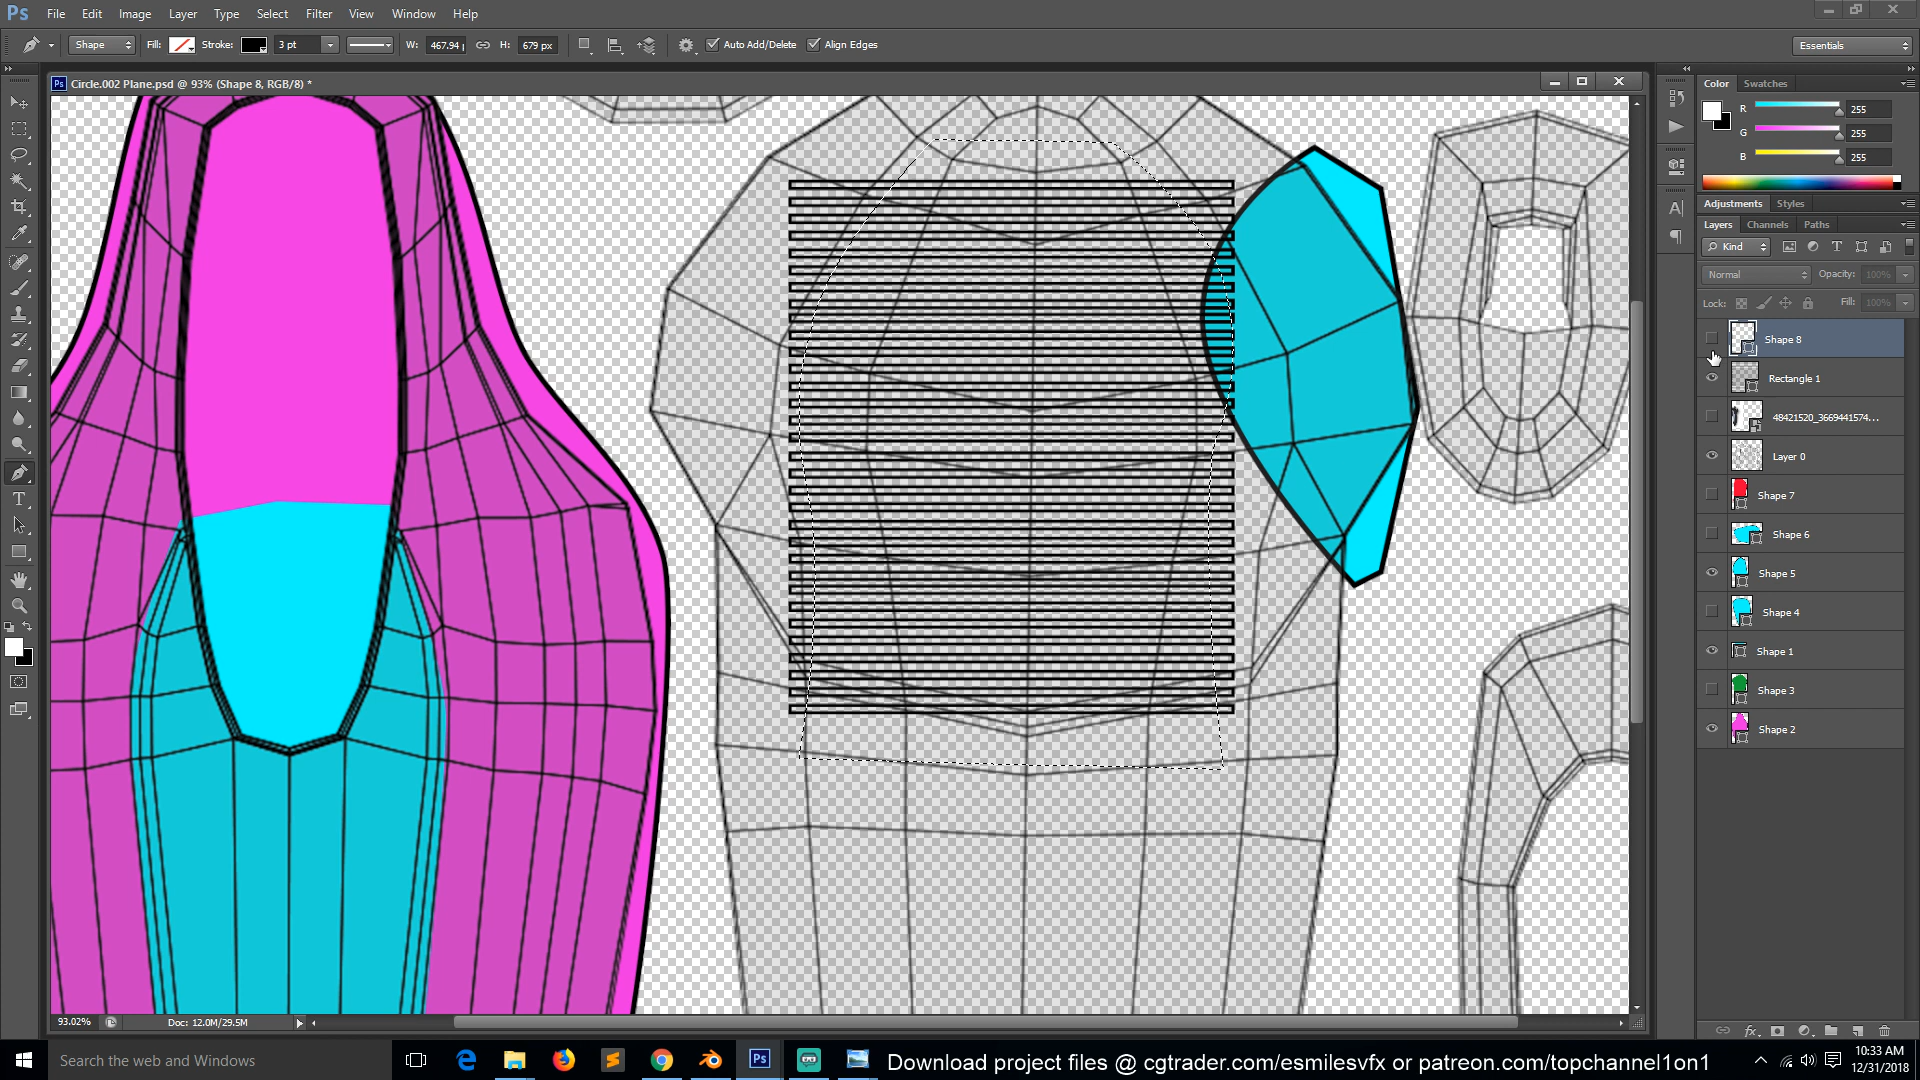 Ps File Edit Image Layer Type Select Filter View Window Help
Shape Fill: Stroke: 3 pt W: 467.94 H: 679 px Auto Add/Delete Align Edges Essentials
Ps Circle.002 Plane.psd @ 93% (Shape 8, RGB/8) *
Color Swatches
R 255
G 255
B 255
Adjustments Styles
Layers Channels Paths
Kind
Normal Opacity: 100%
Lock: Fill: 100%
Shape 8
Rectangle 1
48421520_3669441574...
Layer 0
Shape 7
Shape 6
Shape 5
Shape 4
Shape 1
Shape 3
Shape 2
93.02% Doc: 12.0M/29.5M
Search the web and Windows
Download project files @ cgtrader.com/esmilesvfx or patreon.com/topchannel1on1
10:33 AM
12/31/2018